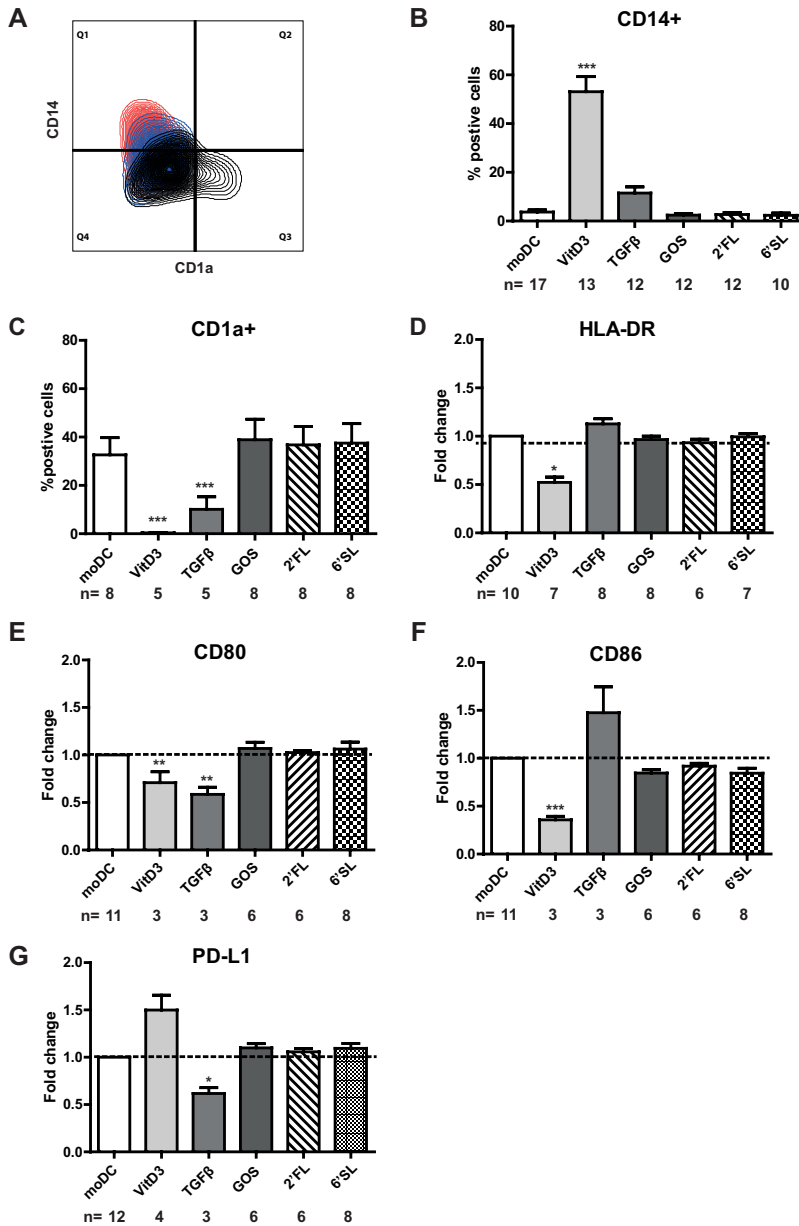 A
Q1
Q2
CD14
Q4
Q3
CD1a
B
CD14+
% postive cells
80
60
40
20
0
moDC VitD3 TGFβ GOS 2'FL 6'SL
***
n= 17 13 12 12 12 10
C
CD1a+
%postive cells
80
60
40
20
0
*** ***
moDC VitD3 TGFβ GOS 2'FL 6'SL
n= 8 5 5 8 8 8
D
HLA-DR
Fold change
2.0
1.5
1.0
0.5
0.0
*
moDC VitD3 TGFβ GOS 2'FL 6'SL
n= 10 7 8 8 6 7
E
CD80
Fold change
2.0
1.5
1.0
0.5
0.0
** **
moDC VitD3 TGFβ GOS 2'FL 6'SL
n= 11 3 3 6 6 8
F
CD86
Fold change
2.0
1.5
1.0
0.5
0.0
***
moDC VitD3 TGFβ GOS 2'FL 6'SL
n= 11 3 3 6 6 8
G
PD-L1
Fold change
2.0
1.5
1.0
0.5
0.0
*
moDC VitD3 TGFβ GOS 2'FL 6'SL
n= 12 4 3 6 6 8